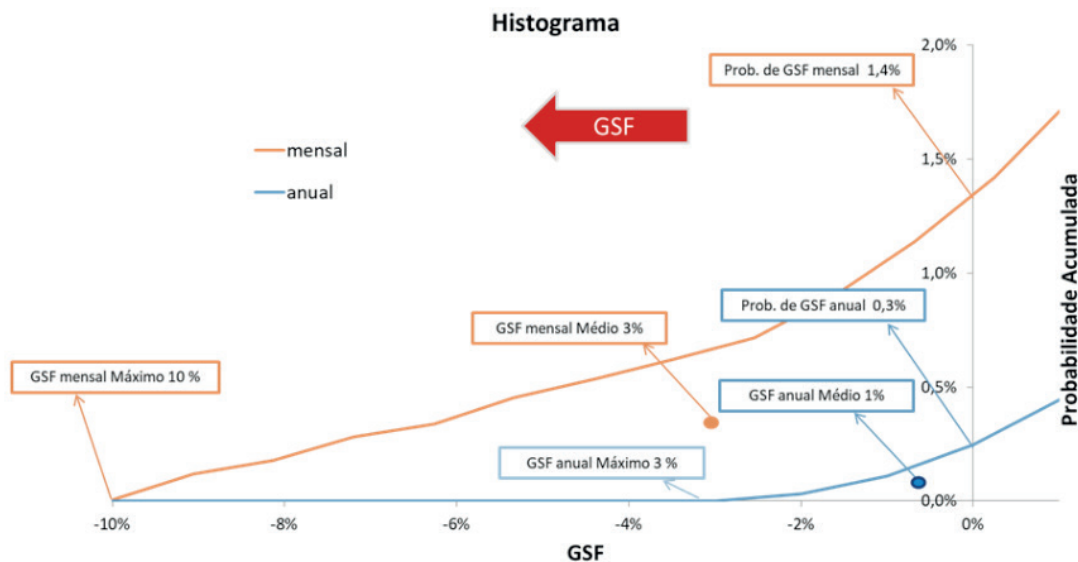 Histograma
2,0%
Prob. de GSF mensal 1,4%
GSF
mensal
1,5%
anual
1,0%
Prob. de GSF anual 0,3%
GSF mensal Médio 3%
GSF mensal Máximo 10 %
0,5%
GSF anual Médio 1%
GSF anual Máximo 3 %
0,0%
Probabilidade Acumulada
-10%
-8%
-6%
-4%
-2%
0%
GSF